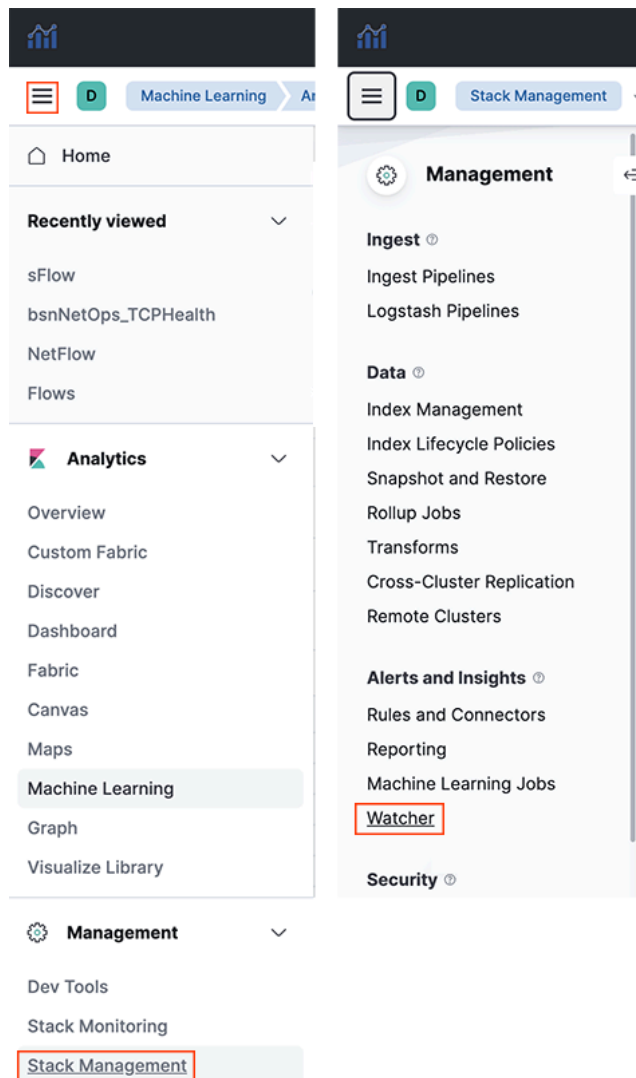 D Machine Learning
Home
Recently viewed
sFlow
bsnNetOps_TCPHealth
NetFlow
Flows
Analytics
Overview
Custom Fabric
Discover
Dashboard
Fabric
Canvas
Maps
Machine Learning
Graph
Visualize Library
Management
Dev Tools
Stack Monitoring
Stack Management
D Stack Management
Management
Ingest
Ingest Pipelines
Logstash Pipelines
Data
Index Management
Index Lifecycle Policies
Snapshot and Restore
Rollup Jobs
Transforms
Cross-Cluster Replication
Remote Clusters
Alerts and Insights
Rules and Connectors
Reporting
Machine Learning Jobs
Watcher
Security